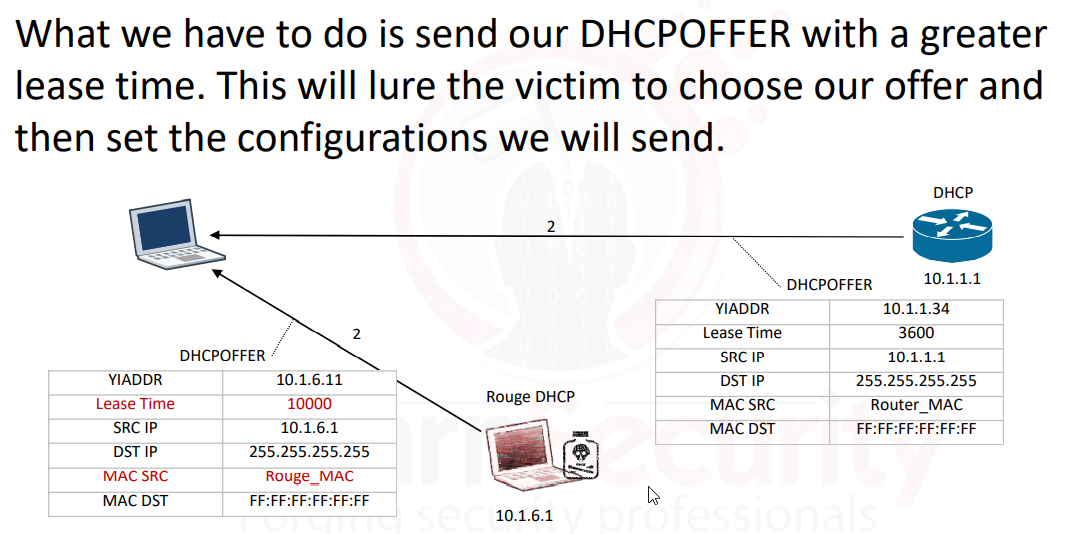 What we have to do is send our DHCPOFFER with a greater
lease time. This will lure the victim to choose our offer and
then set the configurations we will send.
DHCP
2
10.1.1.1
DHCPOFFER
YIADDR 10.1.1.34
Lease Time 3600
SRC IP 10.1.1.1
DST IP 255.255.255.255
MAC SRC Router_MAC
MAC DST FF:FF:FF:FF:FF:FF
2
DHCPOFFER
YIADDR 10.1.6.11
Lease Time 10000
SRC IP 10.1.6.1
DST IP 255.255.255.255
MAC SRC Rouge_MAC
MAC DST FF:FF:FF:FF:FF:FF
Rouge DHCP
10.1.6.1
security professionals